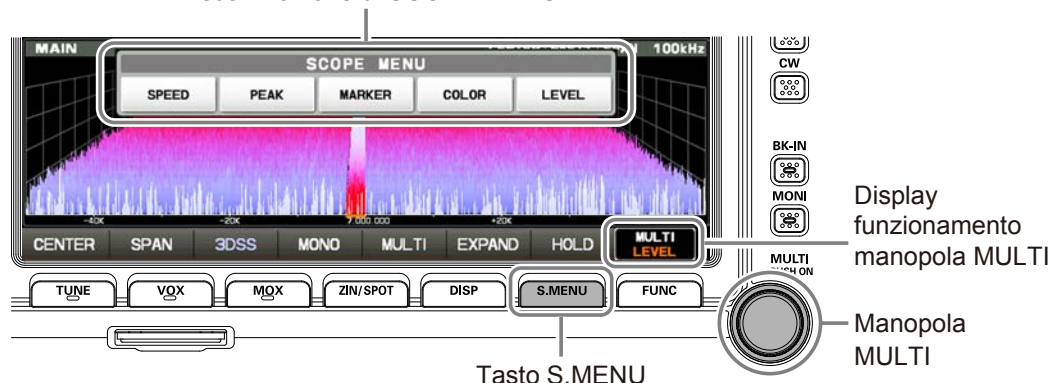 MAIN
100kHz
SCOPE MENU
SPEED PEAK MARKER COLOR LEVEL
-40K -20K 7 000.000 +20K
CENTER SPAN 3DSS MONO MULTI EXPAND HOLD MULTI
LEVEL
TUNE VOX MOX ZIN/SPOT DISP S.MENU FUNC
CW
BK-IN
MONI
MULTI
PUSH ON
Display
funzionamento
manopola MULTI
Manopola
MULTI
Tasto S.MENU